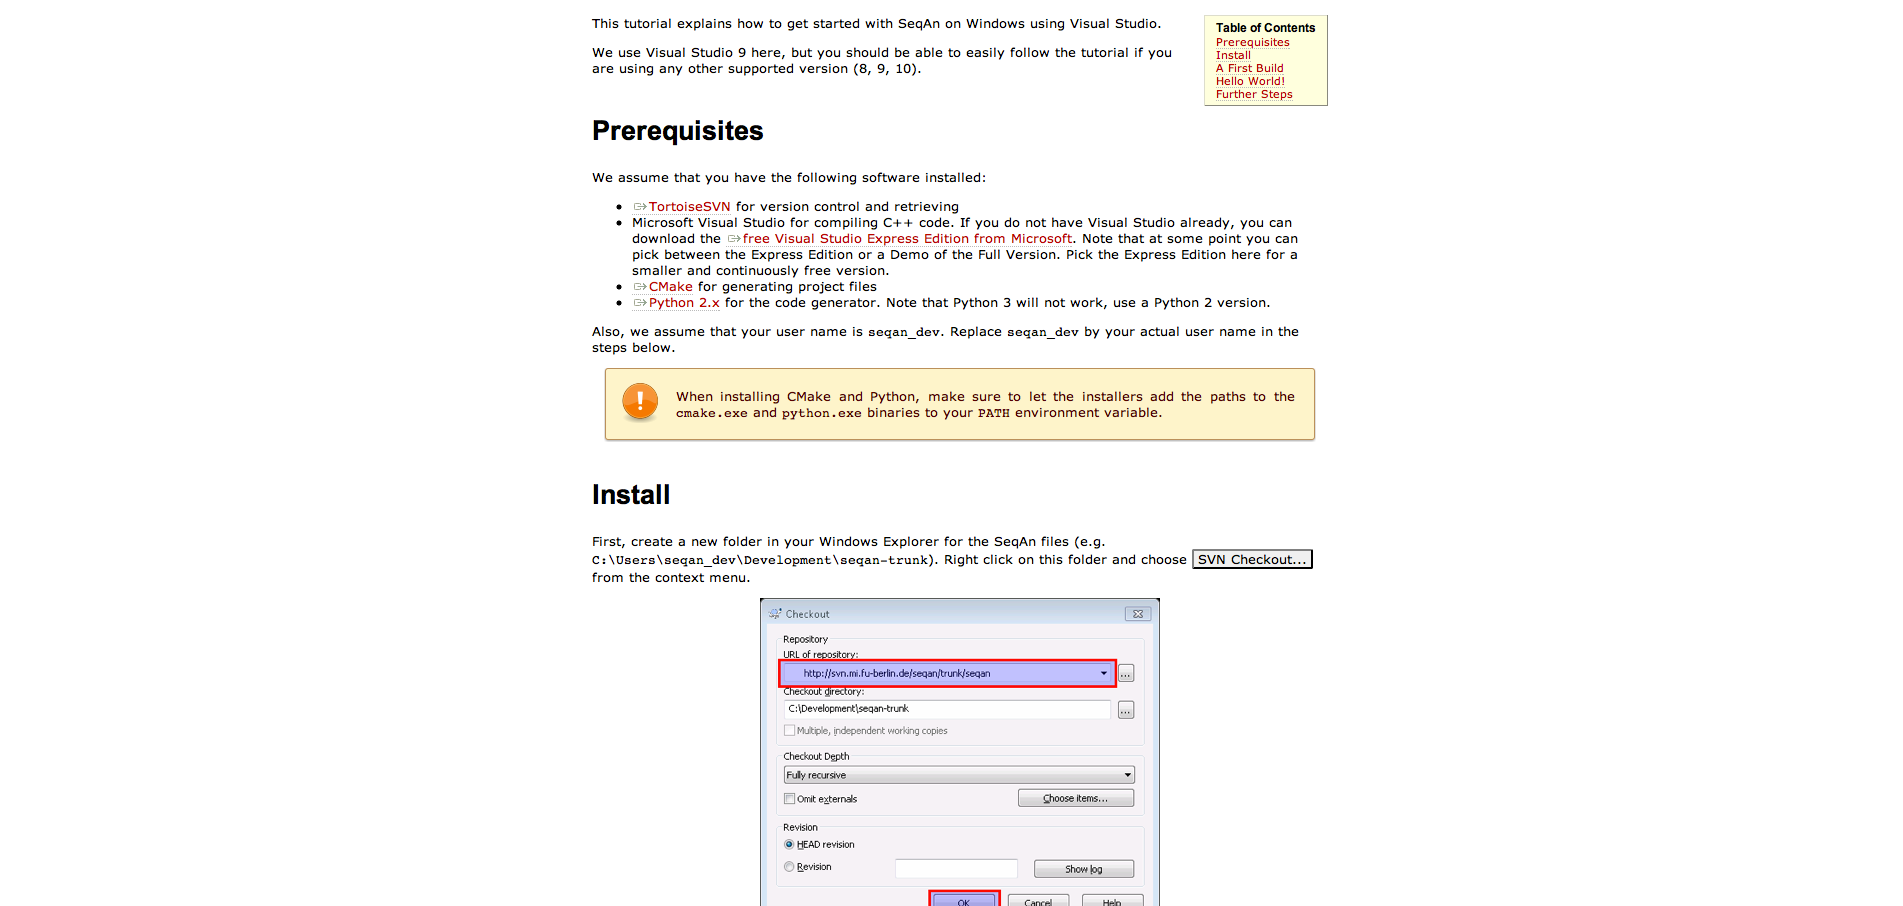 This tutorial explains how to get started with SeqAn on Windows using Visual Studio.
We use Visual Studio 9 here, but you should be able to easily follow the tutorial if you
are using any other supported version (8, 9, 10).
Table of Contents
Prerequisites
Install
A First Build
Hello World!
Further Steps
Prerequisites
We assume that you have the following software installed:
TortoiseSVN for version control and retrieving
Microsoft Visual Studio for compiling C++ code. If you do not have Visual Studio already, you can
download the free Visual Studio Express Edition from Microsoft. Note that at some point you can
pick between the Express Edition or a Demo of the Full Version. Pick the Express Edition here for a
smaller and continuously free version.
CMake for generating project files
Python 2.x for the code generator. Note that Python 3 will not work, use a Python 2 version.
Also, we assume that your user name is seqan_dev. Replace seqan_dev by your actual user name in the
steps below.
When installing CMake and Python, make sure to let the installers add the paths to the
cmake.exe and python.exe binaries to your PATH environment variable.
Install
First, create a new folder in your Windows Explorer for the SeqAn files (e.g.
C:\Users\seqan_dev\Development\seqan-trunk). Right click on this folder and choose SVN Checkout...
from the context menu.
Checkout
Repository
URL of repository:
http://svn.mi.fu-berlin.de/seqan/trunk/seqan
...
Checkout directory:
C:\Development\seqan-trunk
...
Multiple, independent working copies
Checkout Depth
Fully recursive
Omit externals
Choose items...
Revision
HEAD revision
Revision
Show log
OK
Cancel
Help